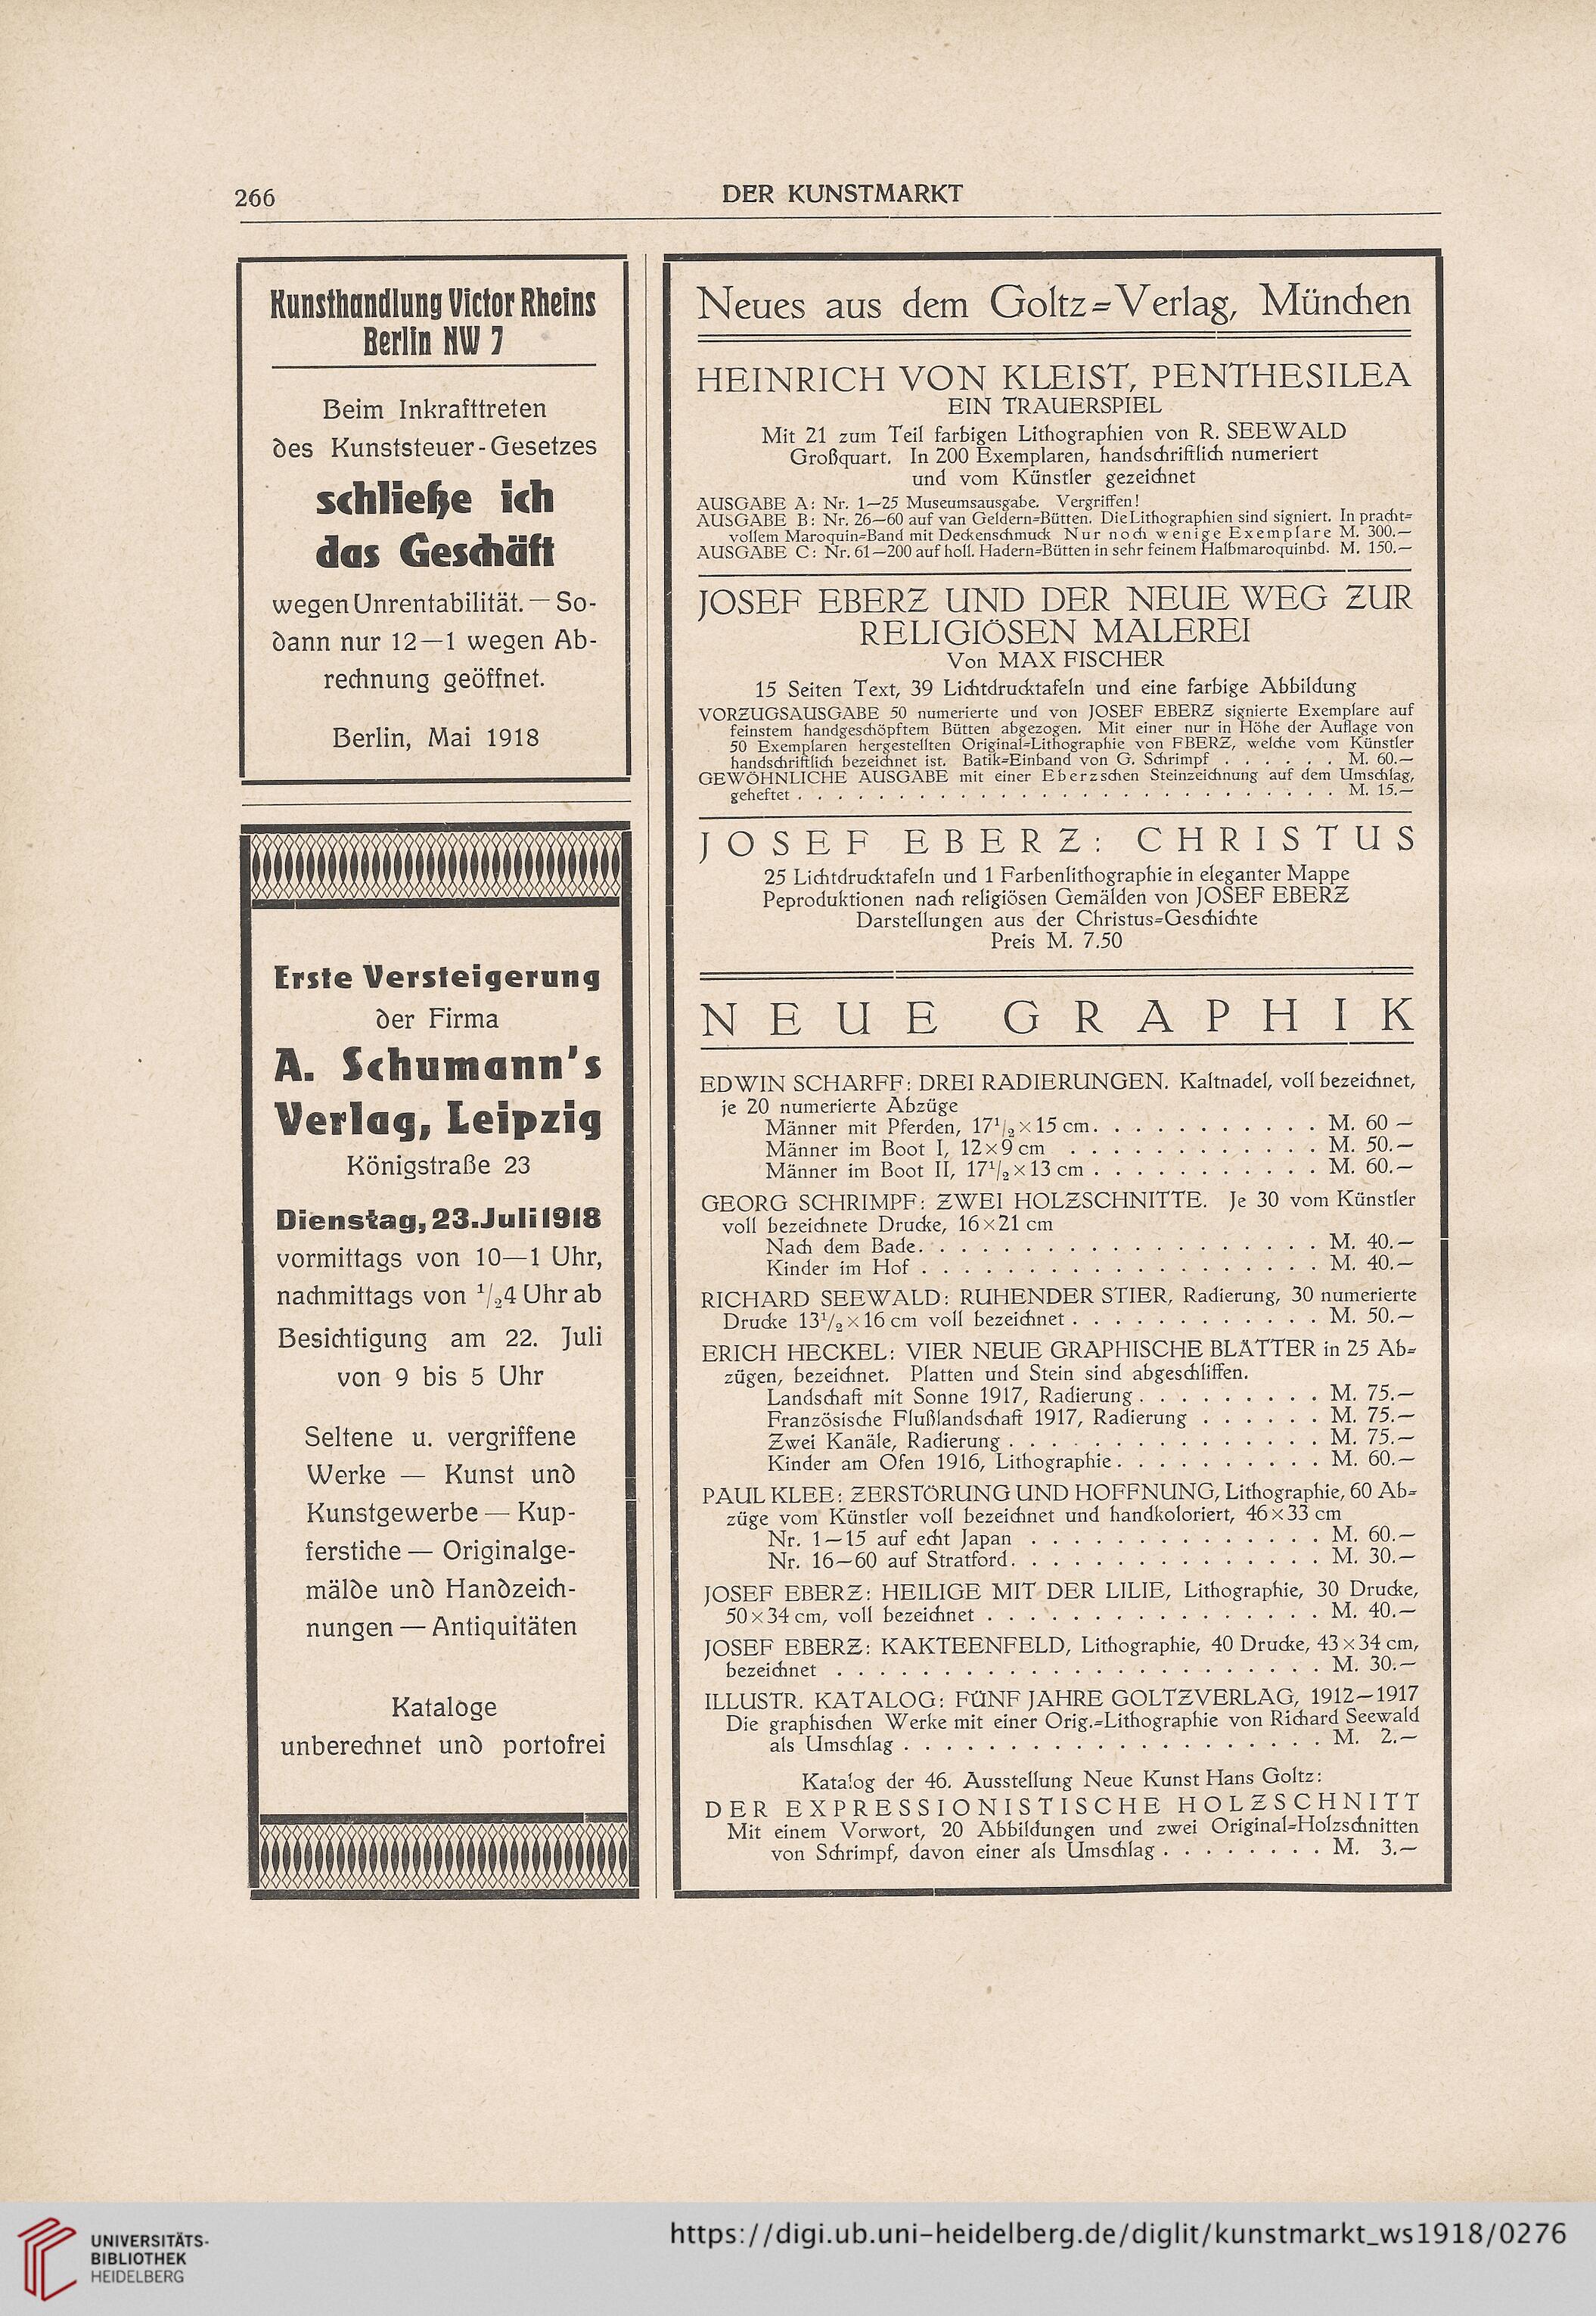 266
DER KUNSTMARKT
Kunsthandlung Victor Rheins
Berlin NW 7
Beim Inkrafttreten
des Kunststeuer-Gesetzes
schließe ich
das Geschäft
wegen Unrentabilität. — So-
dann nur 12—1 wegen Ab-
rechnung geöffnet.
Berlin, Mai 1918
Erste Versteigerung
der Firma
A. Schumann's
Verlag, Leipzig
Königstraße 23
Dienstag, 23. Juli 1918
vormittags von 10—1 Uhr,
nachmittags von 1/24 Uhr ab
Besichtigung am 22. Juli
von 9 bis 5 Uhr
Seltene u. vergriffene
Werke — Kunst und
Kunstgewerbe — Kup-
ferstiche — Originalge-
mälde und Handzeich-
nungen — Antiquitäten
Kataloge
unberechnet und portofrei
Neues aus dem Goltz=Verlag, München
HEINRICH VON KLEIST, PENTHESILEA
EIN TRAUERSPIEL
Mit 21 zum Teil farbigen Lithographien von R. SEEWALD
Großquart. In 200 Exemplaren, handschriftlich numeriert
und vom Künstler gezeichnet
AUSGABE A: Nr. 1—25 Museumsausgabe. Vergriffen!
AUSGABE B: Nr. 26—60 auf van Geldern=Bütten. Die Lithographien sind signiert. In pracht=
vollem Maroquin=Band mit Deckenschmuck Nur noch wenige Exemplare M. 300.—
AUSGABE C: Nr. 61—200 auf holl. Hadern=Bütten in sehr feinem Halbmaroquinbd. M. 150.—
JOSEF EBERZ UND DER NEUE WEG ZUR
RELIGIÖSEN MALEREI
Von MAX FISCHER
15 Seiten Text, 39 Lichtdrucktafeln und eine farbige Abbildung
VORZUGSAUSGABE 50 numerierte und von JOSEF EBERZ signierte Exemplare auf
feinstem handgeschöpftem Bütten abgezogen. Mit einer nur in Höhe der Auflage von
50 Exemplaren hergestellten Original=Lithographie von FBERZ, welche vom Künstler
handschriftlich bezeichnet ist. Batik=Einband von G. Schrimpf . . . . . . M. 60.—
GEWÖHNLICHE AUSGABE mit einer Eberzschen Steinzeichnung auf dem Umschlag,
geheftet . . . . . . . . . . . . . . . . . . . . . . . . . . . M. 15.—
JOSEF EBERZ: CHRISTUS
25 Lichtdrucktafeln und 1 Farbenlithographie in eleganter Mappe
Peproduktionen nach religiösen Gemälden von JOSEF EBERZ
Darstellungen aus der Christus=Geschichte
Preis M. 7.50
NEUE GRAPHIK
EDWIN SCHARFF: DREI RADIERUNGEN. Kaltnadel, voll bezeichnet,
je 20 numerierte Abzüge
Männer mit Pferden, 17 1/2 × 15 cm . . . . . . . . . . . M. 60 —
Männer im Boot I, 12×9 cm . . . . . . . . . . . . M. 50.—
Männer im Boot II, 17 1/2 × 13 cm . . . . . . . . . . . M. 60.—
GEORG SCHRIMPF: ZWEI HOLZSCHNITTE. Je 30 vom Künstler
voll bezeichnete Drucke, 16×21 cm
Nach dem Bade . . . . . . . . . . . . . . . . . . . M. 40.—
Kinder im Hof . . . . . . . . . . . . . . . . . . . M. 40.—
RICHARD SEEWALD: RUHENDER STIER, Radierung, 30 numerierte
Drucke 13 1/2 × 16 cm voll bezeichnet . . . . . . . . . . . . M. 50.—
ERICH HECKEL: VIER NEUE GRAPHISCHE BLÄTTER in 25 Ab=
zügen, bezeichnet. Platten und Stein sind abgeschliffen.
Landschaft mit Sonne 1917, Radierung . . . . . . . . . M. 75.—
Französische Flußlandschaft 1917, Radierung . . . . . . M. 75.—
Zwei Kanäle, Radierung . . . . . . . . . . . . . . . M. 75.—
Kinder am Ofen 1916, Lithographie . . . . . . . . . . M. 60.—
PAUL KLEE: ZERSTÖRUNG UND HOFFNUNG, Lithographie, 60 Ab=
züge vom Künstler voll bezeichnet und handkoloriert, 46×33 cm
Nr. 1—15 auf echt Japan . . . . . . . . . . . . . . M. 60.—
Nr. 16—60 auf Stratford . . . . . . . . . . . . . . . M. 30.—
JOSEF EBERZ: HEILIGE MIT DER LILIE, Lithographie, 30 Drucke,
50×34 cm, voll bezeichnet . . . . . . . . . . . . . . . . M. 40.—
JOSEF EBERZ: KAKTEENFELD, Lithographie, 40 Drucke, 43×34 cm,
bezeichnet . . . . . . . . . . . . . . . . . . . . . . . M. 30.—
ILLUSTR. KATALOG: FÜNF JAHRE GOLTZVERLAG, 1912—1917
Die graphischen Werke mit einer Orig.=Lithographie von Richard Seewald
als Umschlag . . . . . . . . . . . . . . . . . . . . M. 2.—
Katalog der 46. Ausstellung Neue Kunst Hans Goltz:
DER EXPRESSIONISTISCHE HOLZSCHNITT
Mit einem Vorwort, 20 Abbildungen und zwei Original=Holzschnitten
von Schrimpf, davon einer als Umschlag . . . . . . . . M. 3.—
UNIVERSITÄTS-
BIBLIOTHEK
HEIDELBERG
https://digi.ub.uni-heidelberg.de/diglit/kunstmarkt_ws1918/0276